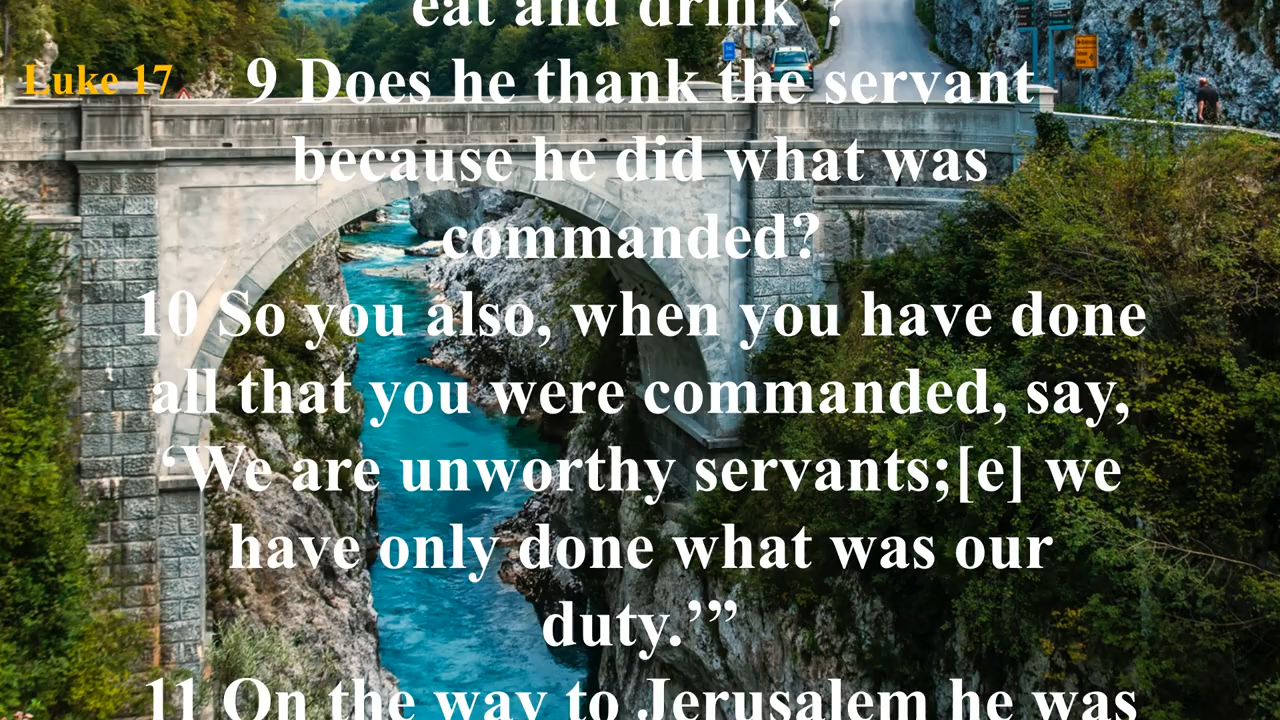 eat and drink’?
Luke 17
9 Does he thank the servant
because he did what was
commanded?
10 So you also, when you have done
all that you were commanded, say,
‘We are unworthy servants;[e] we
have only done what was our
duty.’”
11 On the way to Jerusalem he was